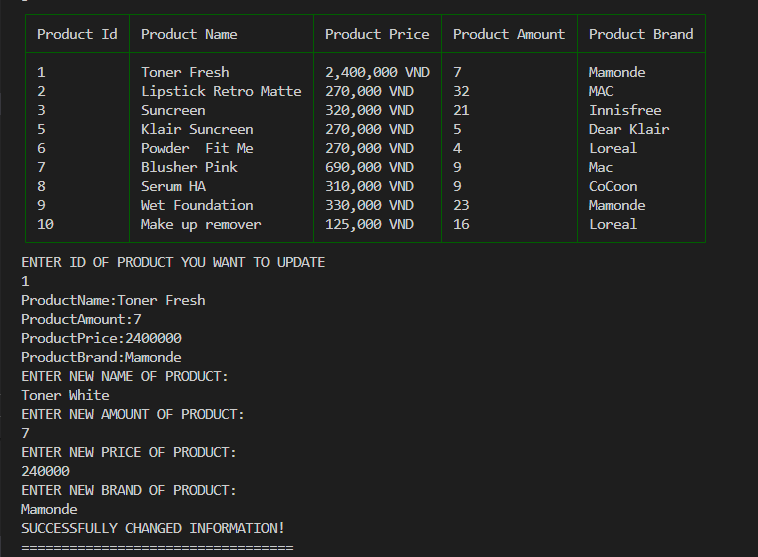 Product Id Product Name Product Price Product Amount Product Brand
1 Toner Fresh 2,400,000 VND 7 Mamonde
2 Lipstick Retro Matte 270,000 VND 32 MAC
3 Suncreen 320,000 VND 21 Innisfree
5 Klair Suncreen 270,000 VND 5 Dear Klair
6 Powder  Fit Me 270,000 VND 4 Loreal
7 Blusher Pink 690,000 VND 9 Mac
8 Serum HA 310,000 VND 9 CoCoon
9 Wet Foundation 330,000 VND 23 Mamonde
10 Make up remover 125,000 VND 16 Loreal
ENTER ID OF PRODUCT YOU WANT TO UPDATE
1
ProductName:Toner Fresh
ProductAmount:7
ProductPrice:2400000
ProductBrand:Mamonde
ENTER NEW NAME OF PRODUCT:
Toner White
ENTER NEW AMOUNT OF PRODUCT:
7
ENTER NEW PRICE OF PRODUCT:
240000
ENTER NEW BRAND OF PRODUCT:
Mamonde
SUCCESSFULLY CHANGED INFORMATION!
==================================